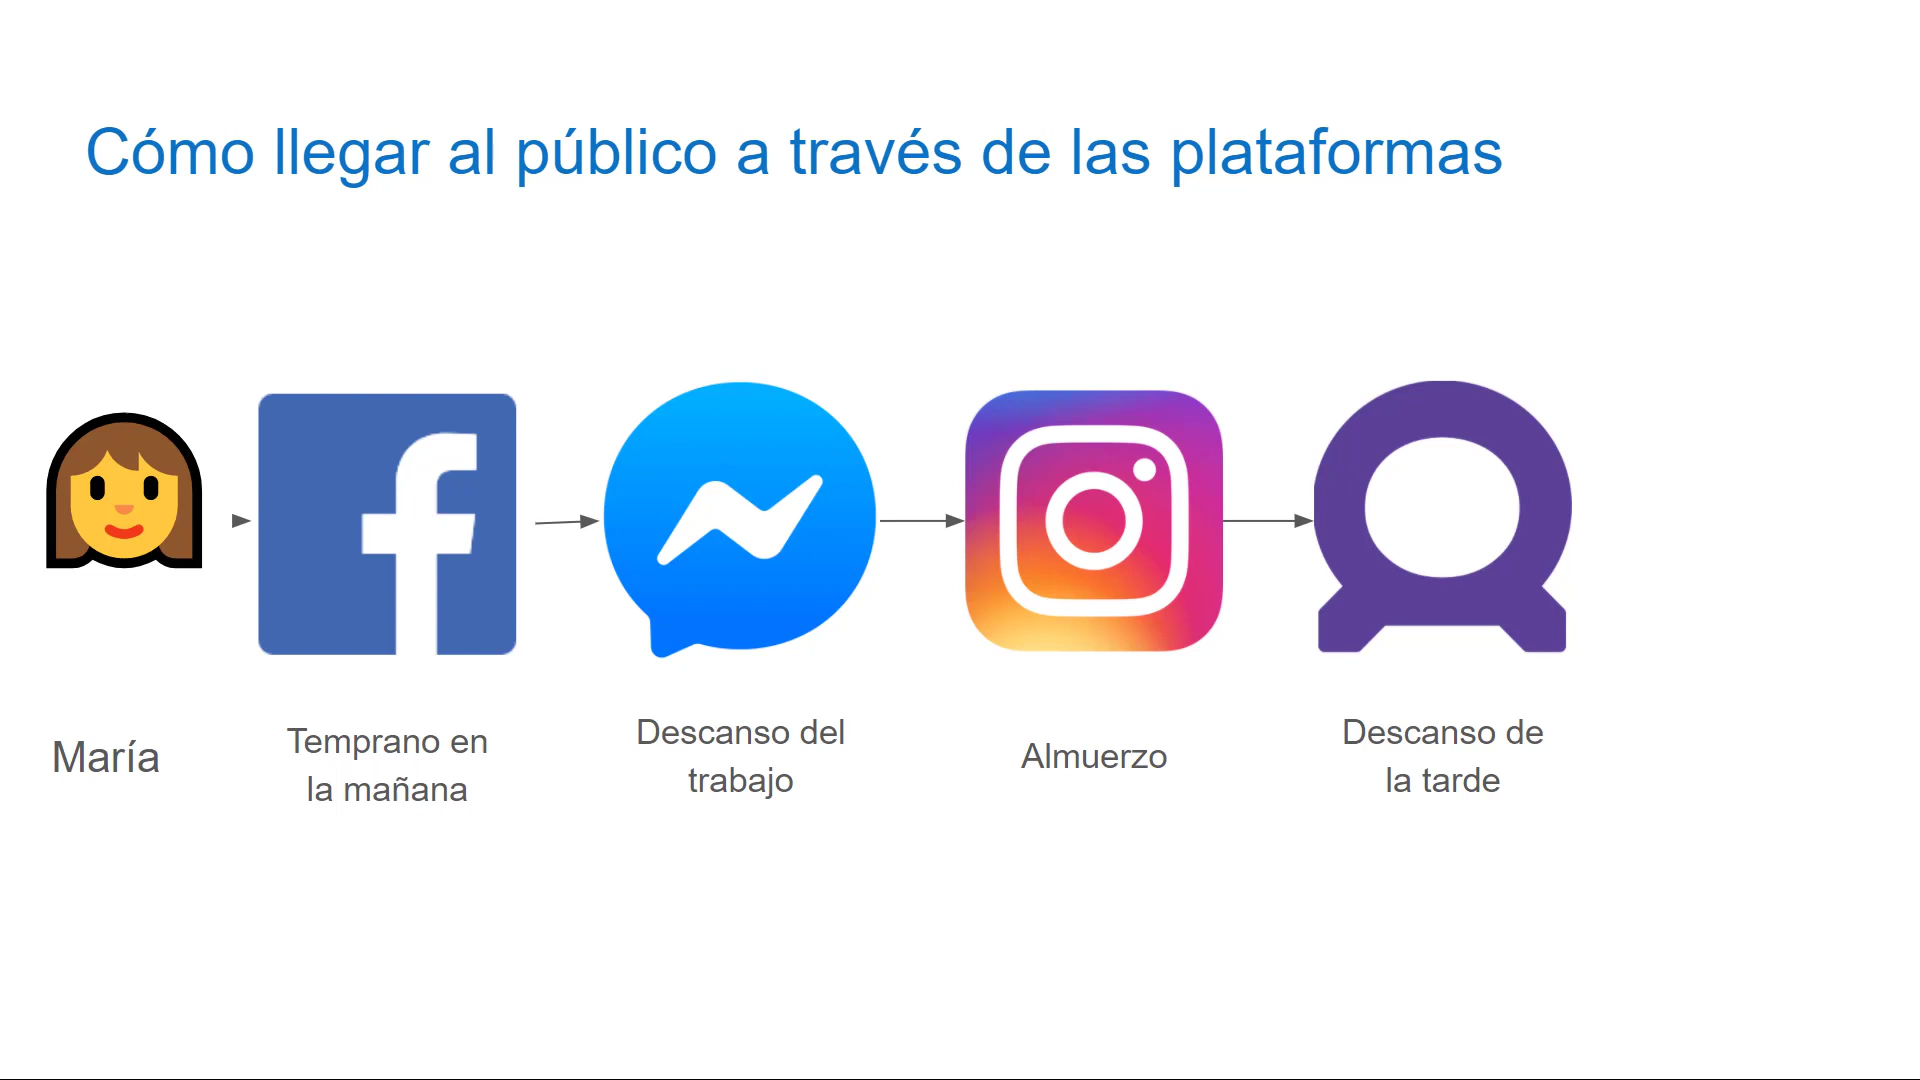 Cómo llegar al público a través de las plataformas
María
Temprano en
la mañana
Descanso del
trabajo
Almuerzo
Descanso de
la tarde